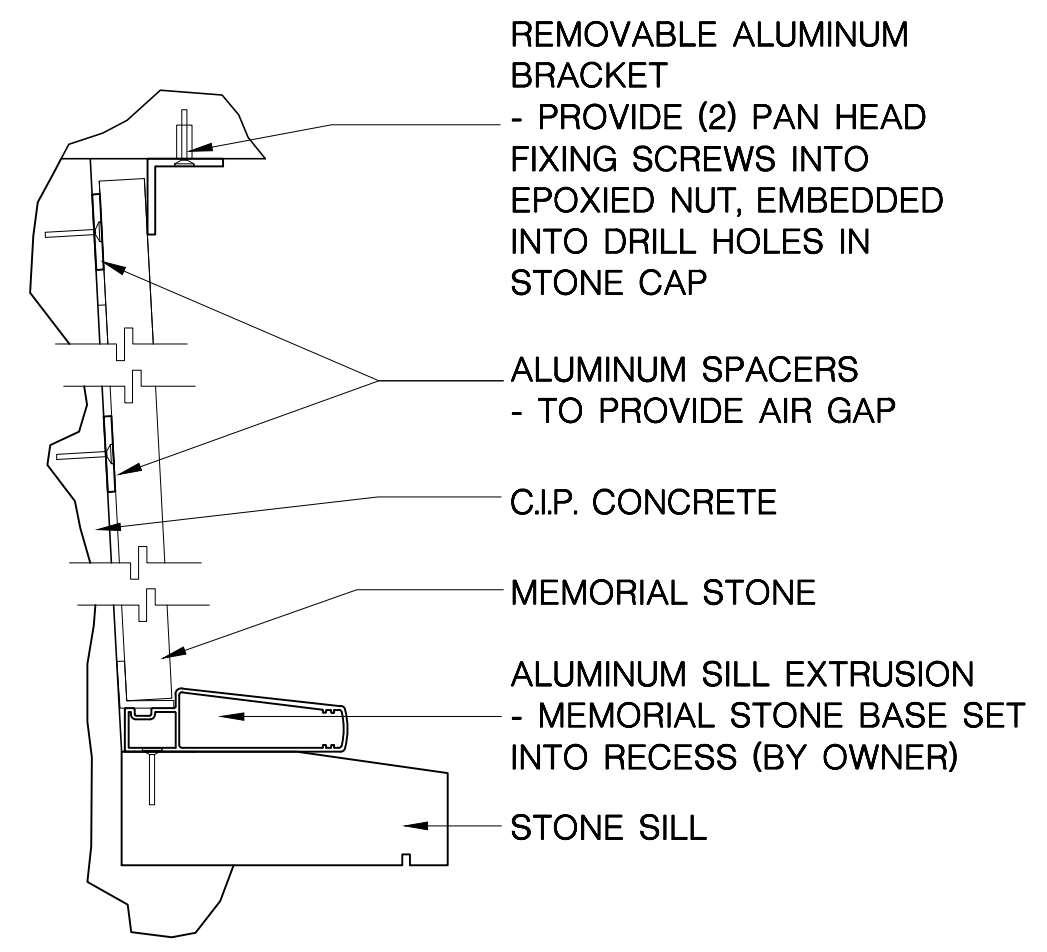 REMOVABLE ALUMINUM
BRACKET
- PROVIDE (2) PAN HEAD
FIXING SCREWS INTO
EPOXIED NUT, EMBEDDED
INTO DRILL HOLES IN
STONE CAP
ALUMINUM SPACERS
- TO PROVIDE AIR GAP
C.I.P. CONCRETE
MEMORIAL STONE
ALUMINUM SILL EXTRUSION
- MEMORIAL STONE BASE SET
INTO RECESS (BY OWNER)
STONE SILL